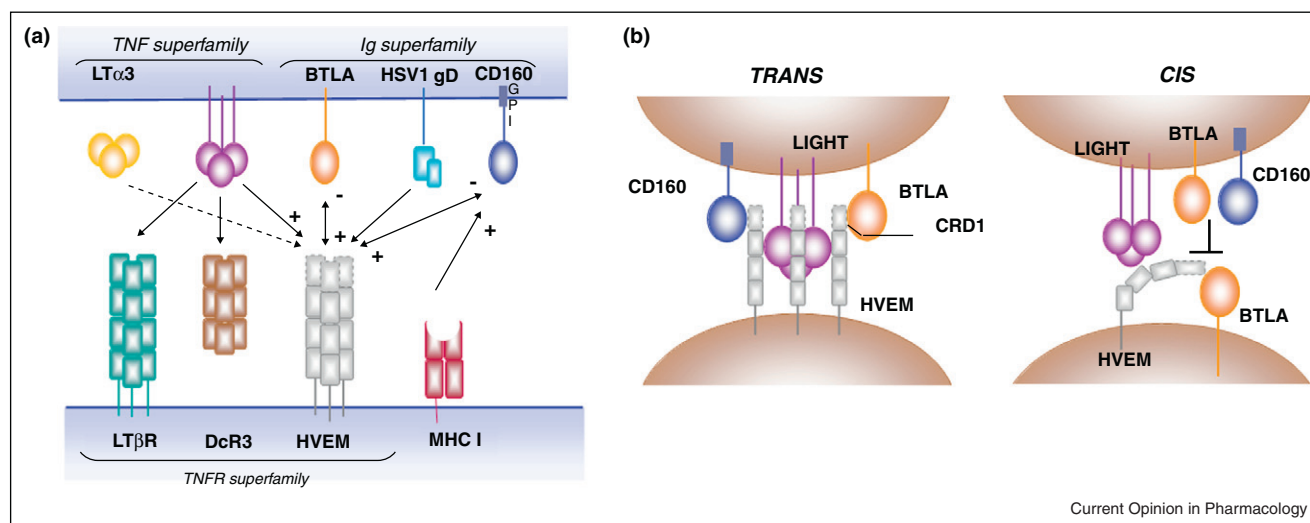 (a)
TNF superfamily
Ig superfamily
LTα3
BTLA
HSV1 gD
CD160
G
P
I
-
-
+
+
+
+
LTβR
DcR3
HVEM
MHC I
TNFR superfamily
(b)
TRANS
CD160
LIGHT
BTLA
CRD1
HVEM
CIS
LIGHT
BTLA
CD160
BTLA
HVEM
Current Opinion in Pharmacology